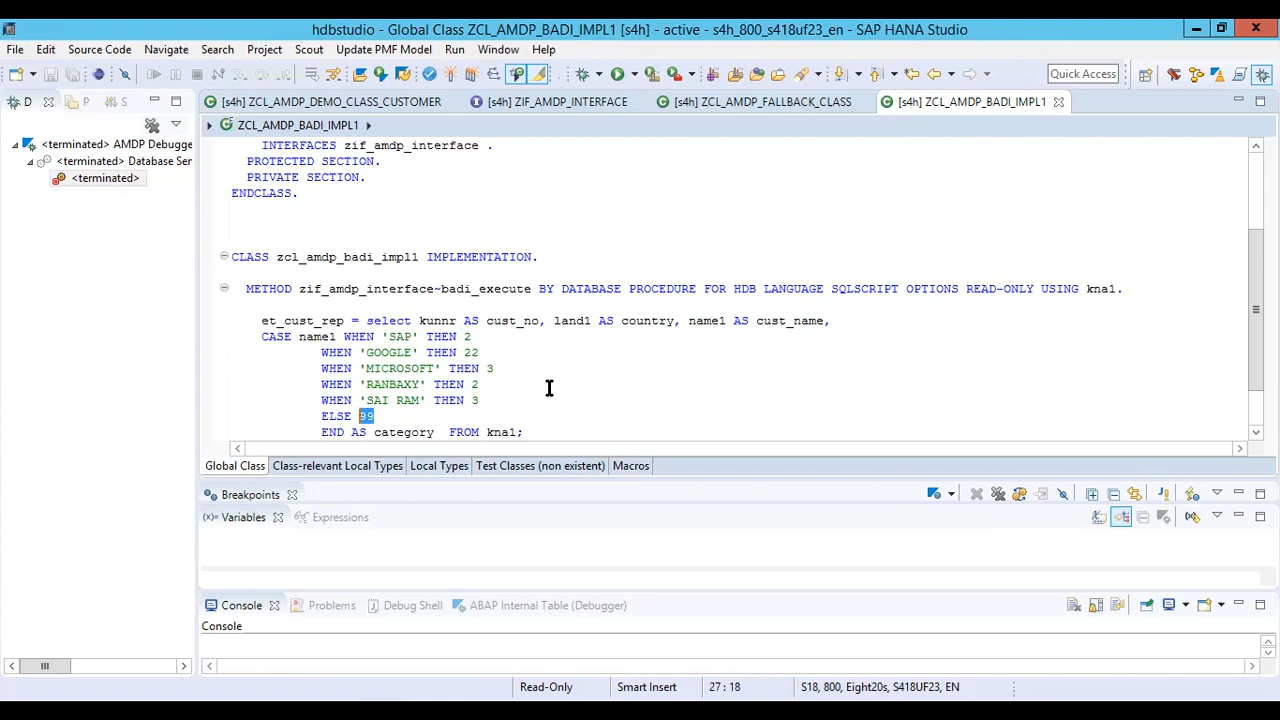 hdbstudio - Global Class ZCL_AMDP_BADI_IMPL1 [s4h] - active - s4h_800_s418uf23_en - SAP HANA Studio
File Edit Source Code Navigate Search Project Scout Update PMF Model Run Window Help
Quick Access
D P S
[s4h] ZCL_AMDP_DEMO_CLASS_CUSTOMER [s4h] ZIF_AMDP_INTERFACE [s4h] ZCL_AMDP_FALLBACK_CLASS [s4h] ZCL_AMDP_BADI_IMPL1
ZCL_AMDP_BADI_IMPL1
<terminated> AMDP Debugge
<terminated> Database Ser
<terminated>
INTERFACES zif_amdp_interface .
PROTECTED SECTION.
PRIVATE SECTION.
ENDCLASS.
CLASS zcl_amdp_badi_impl1 IMPLEMENTATION.
METHOD zif_amdp_interface~badi_execute BY DATABASE PROCEDURE FOR HDB LANGUAGE SQLSCRIPT OPTIONS READ-ONLY USING kna1.
et_cust_rep = select kunnr AS cust_no, land1 AS country, name1 AS cust_name,
CASE name1 WHEN 'SAP' THEN 2
WHEN 'GOOGLE' THEN 22
WHEN 'MICROSOFT' THEN 3
WHEN 'RANBAXY' THEN 2
WHEN 'SAI RAM' THEN 3
ELSE 99
END AS category FROM kna1;
Global Class Class-relevant Local Types Local Types Test Classes (non existent) Macros
Breakpoints
(x)= Variables Expressions
Console Problems Debug Shell ABAP Internal Table (Debugger)
Console
Read-Only Smart Insert 27 : 18 S18, 800, Eight20s, S418UF23, EN